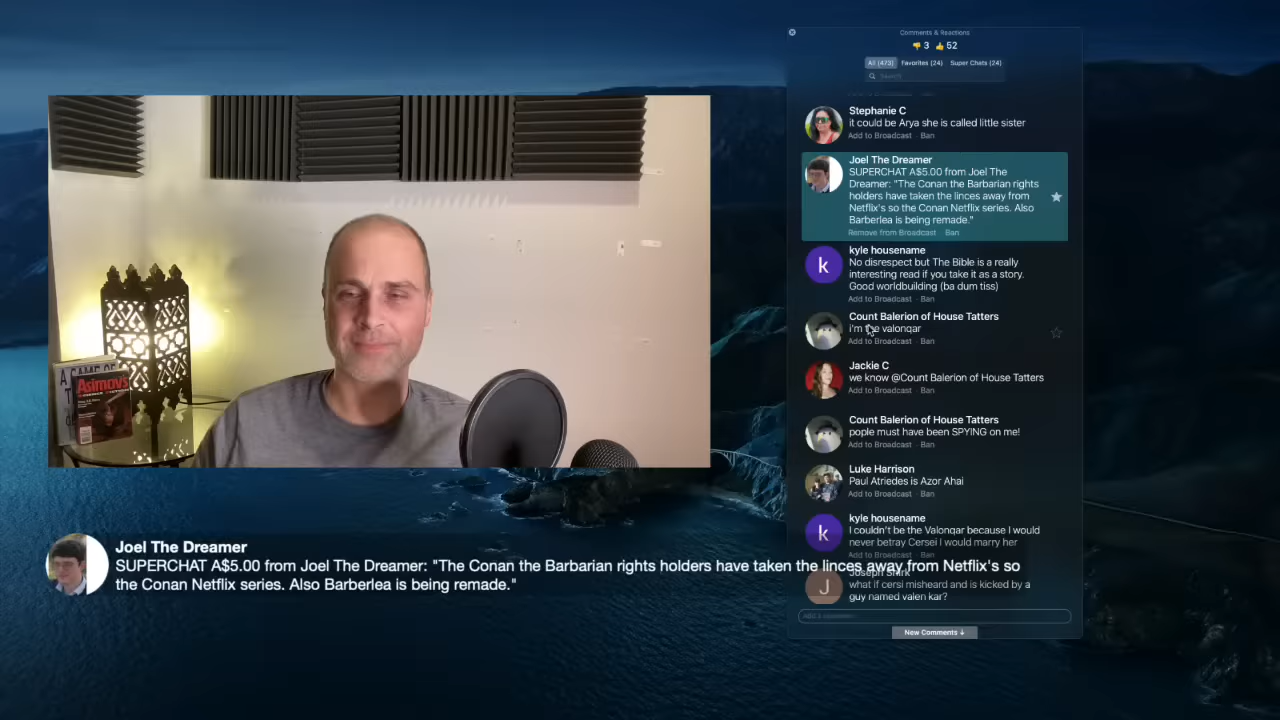 Comments & Reactions
👎 3 👍 52
All (473) Favorites (24) Super Chats (24)
Search
Stephanie C
it could be Arya she is called little sister
Add to Broadcast · Ban
Joel The Dreamer
SUPERCHAT A$5.00 from Joel The
Dreamer: "The Conan the Barbarian rights
holders have taken the linces away from
Netflix's so the Conan Netflix series. Also
Barberlea is being remade."
Remove from Broadcast · Ban
kyle housename
No disrespect but The Bible is a really
interesting read if you take it as a story.
Good worldbuilding (ba dum tiss)
Add to Broadcast · Ban
Count Balerion of House Tatters
i'm the valonqar
Add to Broadcast · Ban
Jackie C
we know @Count Balerion of House Tatters
Add to Broadcast · Ban
Count Balerion of House Tatters
pople must have been SPYING on me!
Add to Broadcast · Ban
Luke Harrison
Paul Atriedes is Azor Ahai
Add to Broadcast · Ban
k
kyle housename
I couldn't be the Valonqar because I would
never betray Cersei I would marry her
Add to Broadcast · Ban
J
Joseph Shirk
what if cersi misheard and is kicked by a
guy named valen kar?
New Comments ↓
A GAME OF
Asimov's
Joel The Dreamer
SUPERCHAT A$5.00 from Joel The Dreamer: "The Conan the Barbarian rights holders have taken the linces away from Netflix's so
the Conan Netflix series. Also Barberlea is being remade."